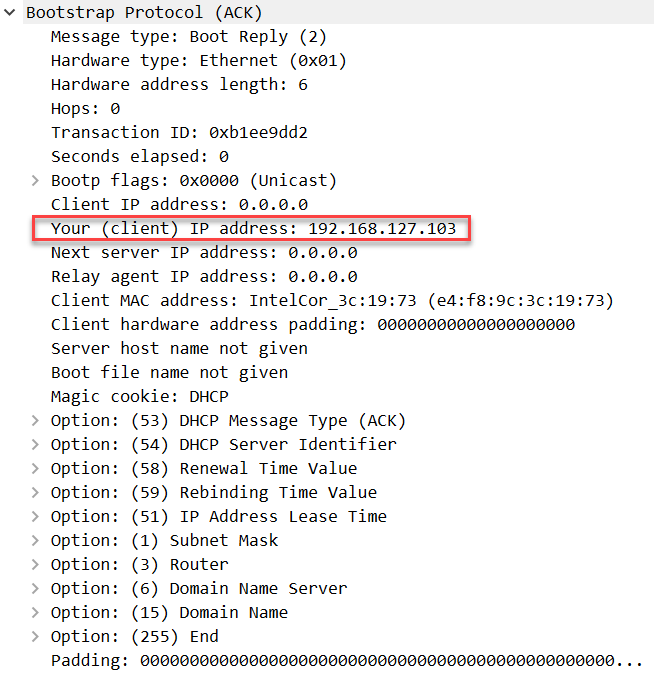 Bootstrap Protocol (ACK)
Message type: Boot Reply (2)
Hardware type: Ethernet (0x01)
Hardware address length: 6
Hops: 0
Transaction ID: 0xb1ee9dd2
Seconds elapsed: 0
Bootp flags: 0x0000 (Unicast)
Client IP address: 0.0.0.0
Your (client) IP address: 192.168.127.103
Next server IP address: 0.0.0.0
Relay agent IP address: 0.0.0.0
Client MAC address: IntelCor_3c:19:73 (e4:f8:9c:3c:19:73)
Client hardware address padding: 00000000000000000000
Server host name not given
Boot file name not given
Magic cookie: DHCP
Option: (53) DHCP Message Type (ACK)
Option: (54) DHCP Server Identifier
Option: (58) Renewal Time Value
Option: (59) Rebinding Time Value
Option: (51) IP Address Lease Time
Option: (1) Subnet Mask
Option: (3) Router
Option: (6) Domain Name Server
Option: (15) Domain Name
Option: (255) End
Padding: 000000000000000000000000000000000000000000000000...